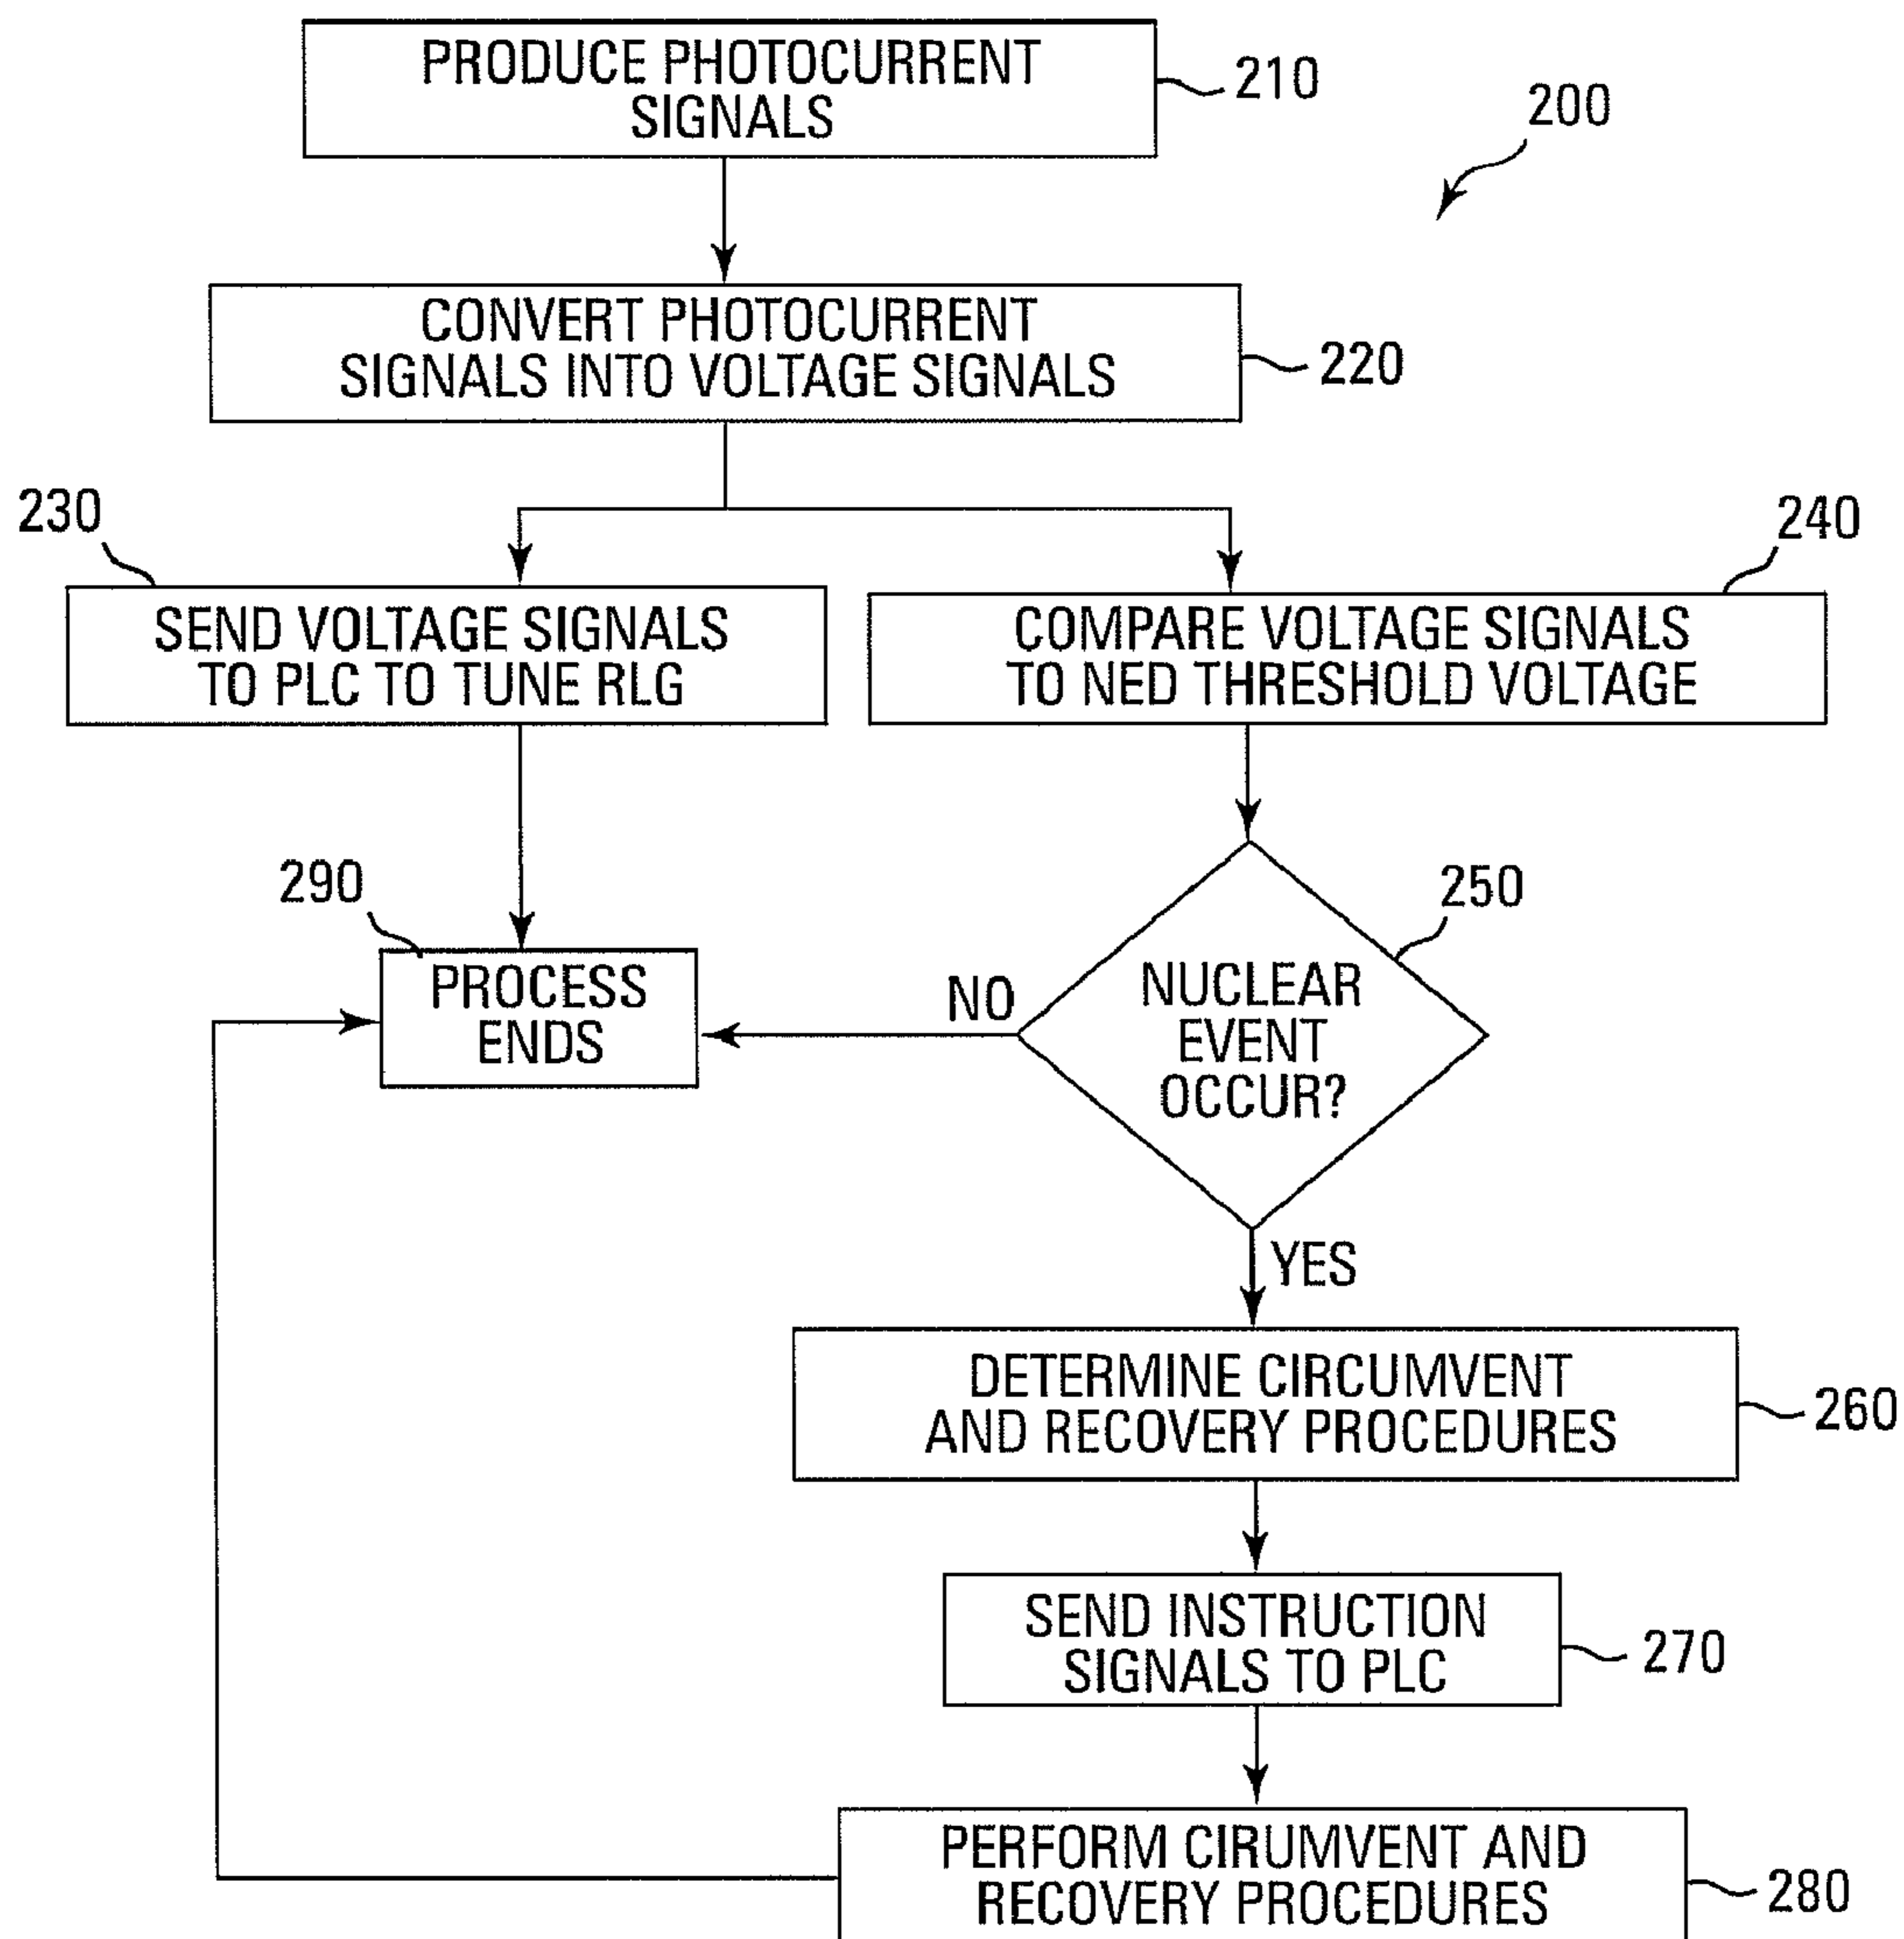 PRODUCE PHOTOCURRENT
SIGNALS
210
200
CONVERT PHOTOCURRENT
SIGNALS INTO VOLTAGE SIGNALS
220
230
240
SEND VOLTAGE SIGNALS
TO PLC TO TUNE RLG
COMPARE VOLTAGE SIGNALS
TO NED THRESHOLD VOLTAGE
290
250
PROCESS
ENDS
NO
NUCLEAR
EVENT
OCCUR?
YES
DETERMINE CIRCUMVENT
AND RECOVERY PROCEDURES
260
SEND INSTRUCTION
SIGNALS TO PLC
270
PERFORM CIRUMVENT AND
RECOVERY PROCEDURES
280